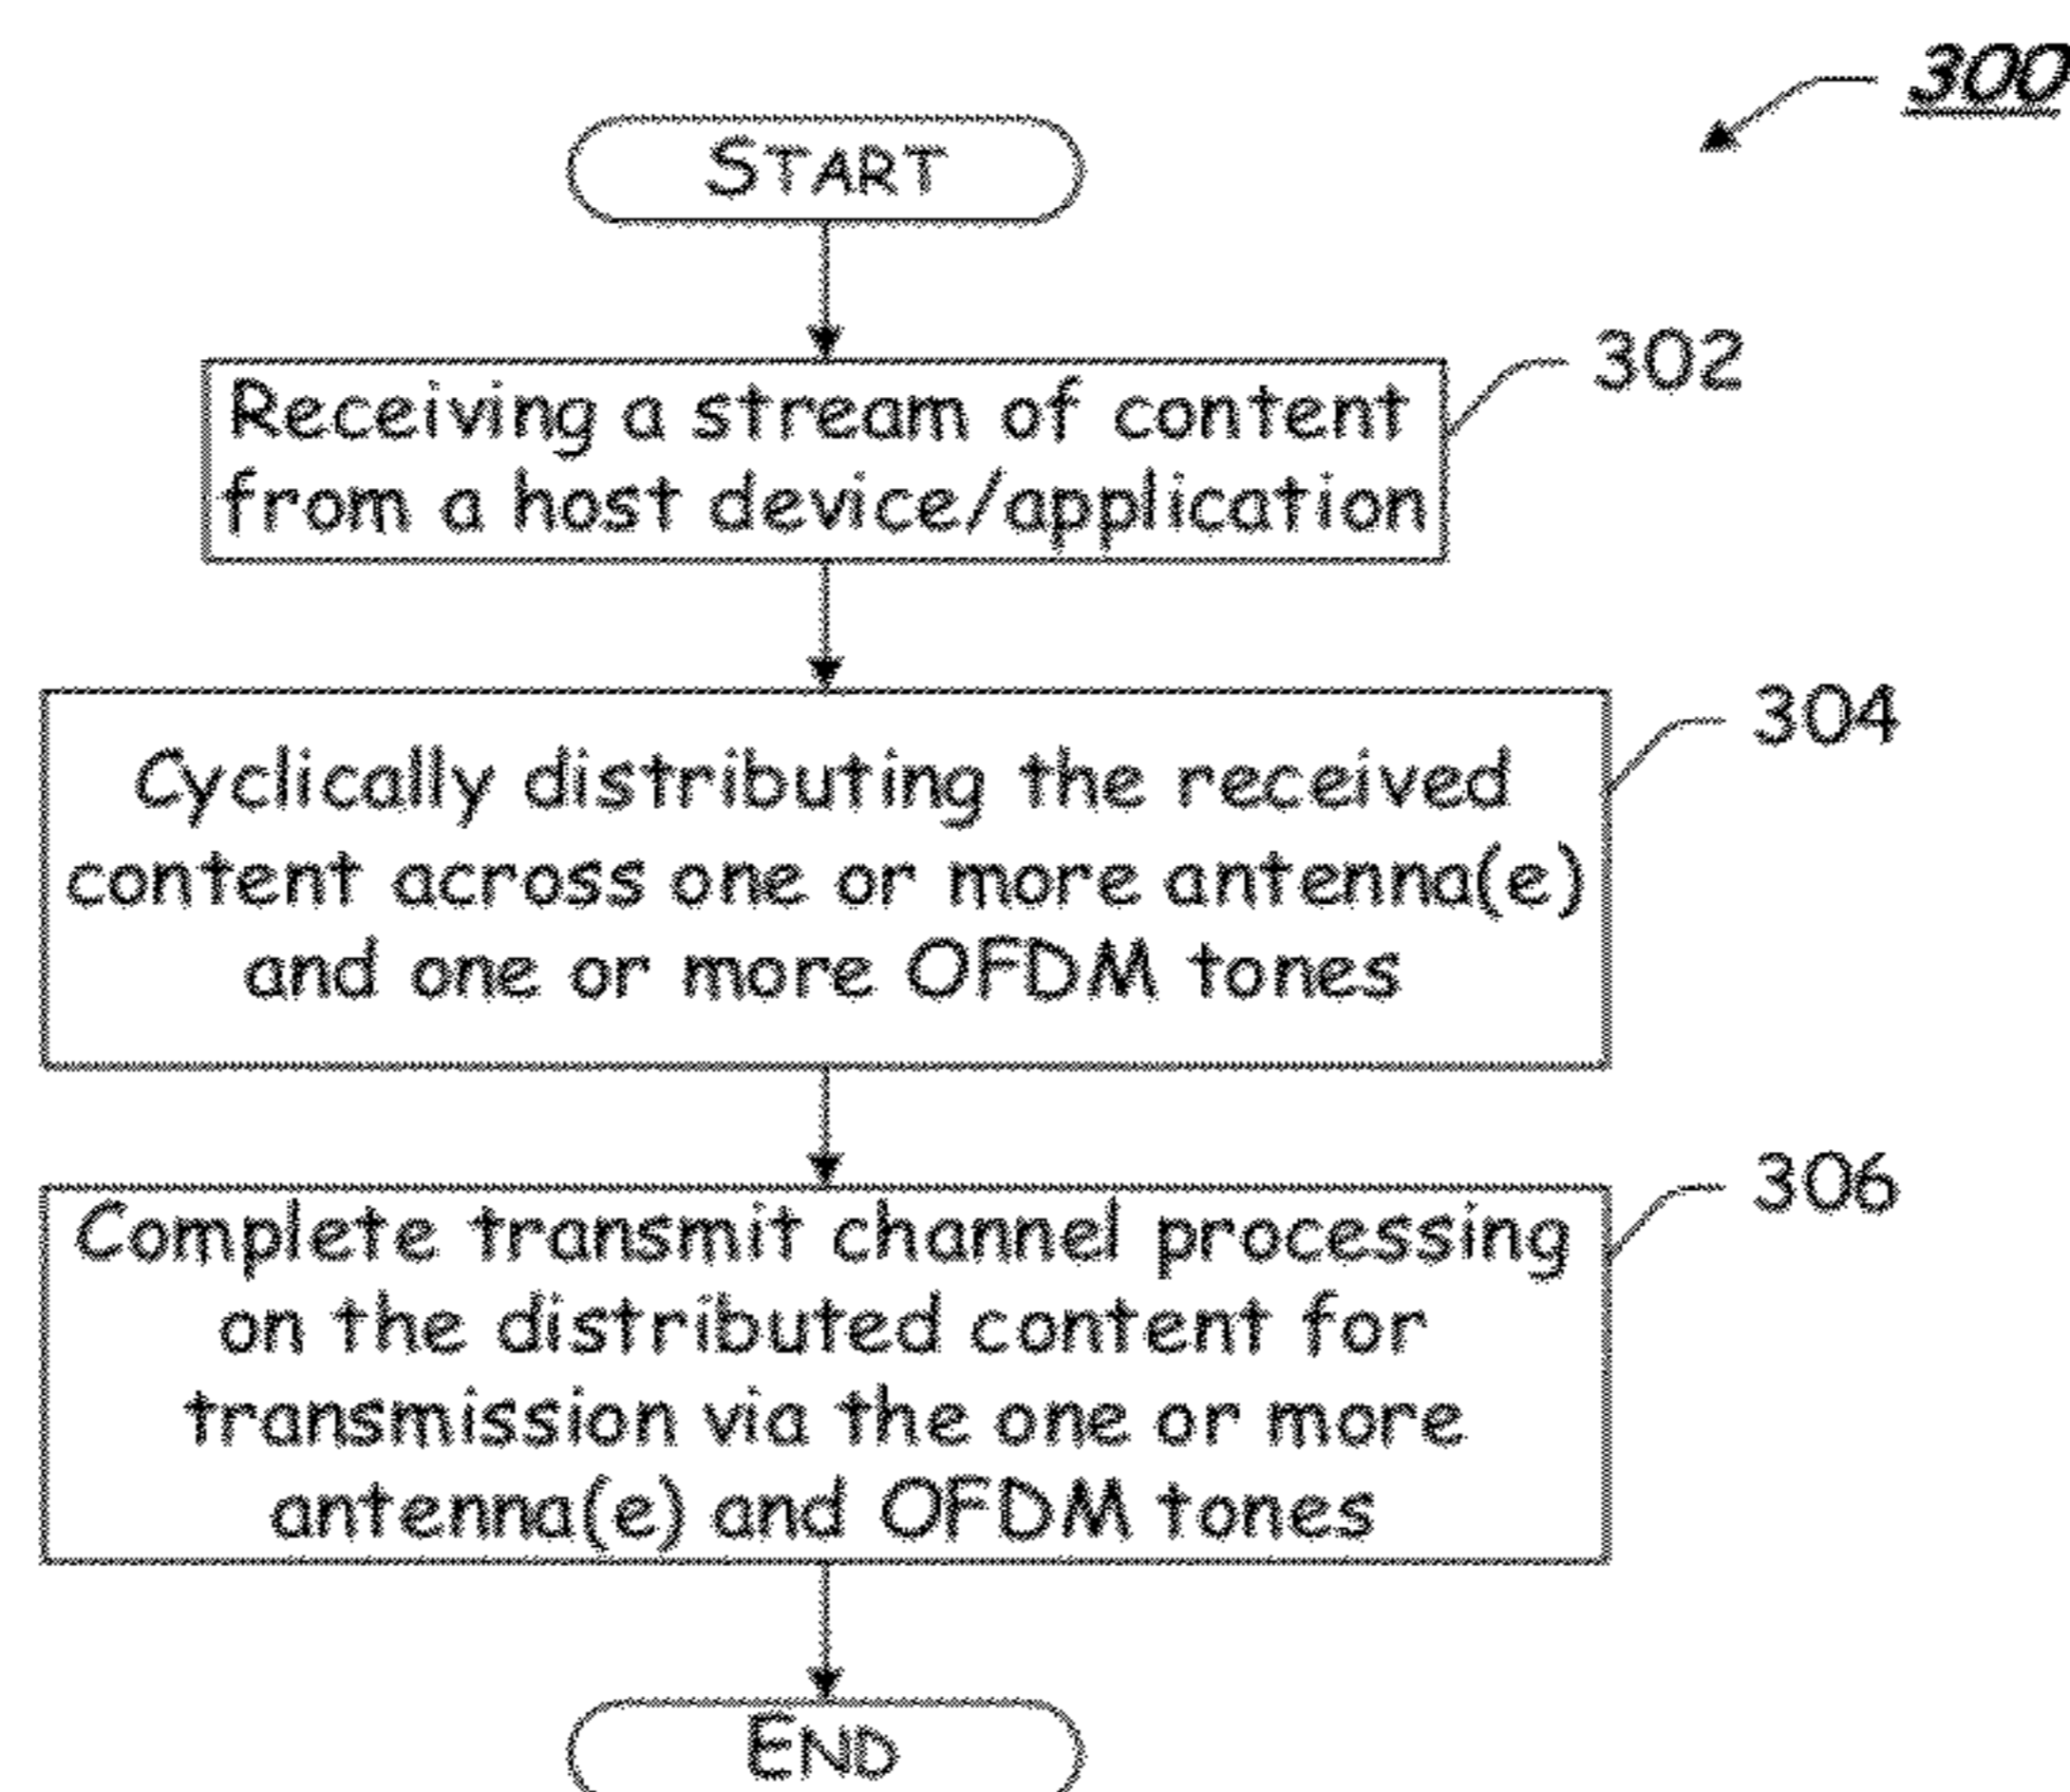 300
START
302
Receiving a stream of content
from a host device/application
304
Cyclically distributing the received
content across one or more antenna(e)
and one or more OFDM tones
306
Complete transmit channel processing
on the distributed content for
transmission via the one or more
antenna(e) and OFDM tones
END